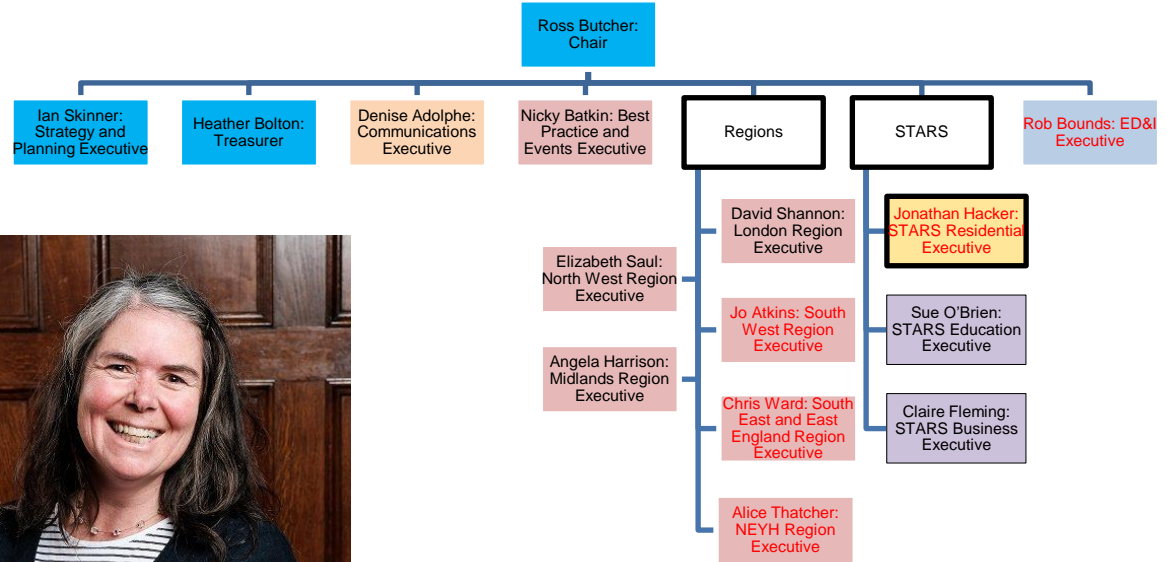 Ross Butcher:
Chair
Ian Skinner:
Strategy and
Planning Executive
Heather Bolton:
Treasurer
Denise Adolphe:
Communications
Executive
Nicky Batkin: Best
Practice and
Events Executive
Regions
STARS
Rob Bounds: ED&I
Executive
David Shannon:
London Region
Executive
Elizabeth Saul:
North West Region
Executive
Jo Atkins: South
West Region
Executive
Angela Harrison:
Midlands Region
Executive
Chris Ward: South
East and East
England Region
Executive
Alice Thatcher:
NEYH Region
Executive
Jonathan Hacker:
STARS Residential
Executive
Sue O’Brien:
STARS Education
Executive
Claire Fleming:
STARS Business
Executive